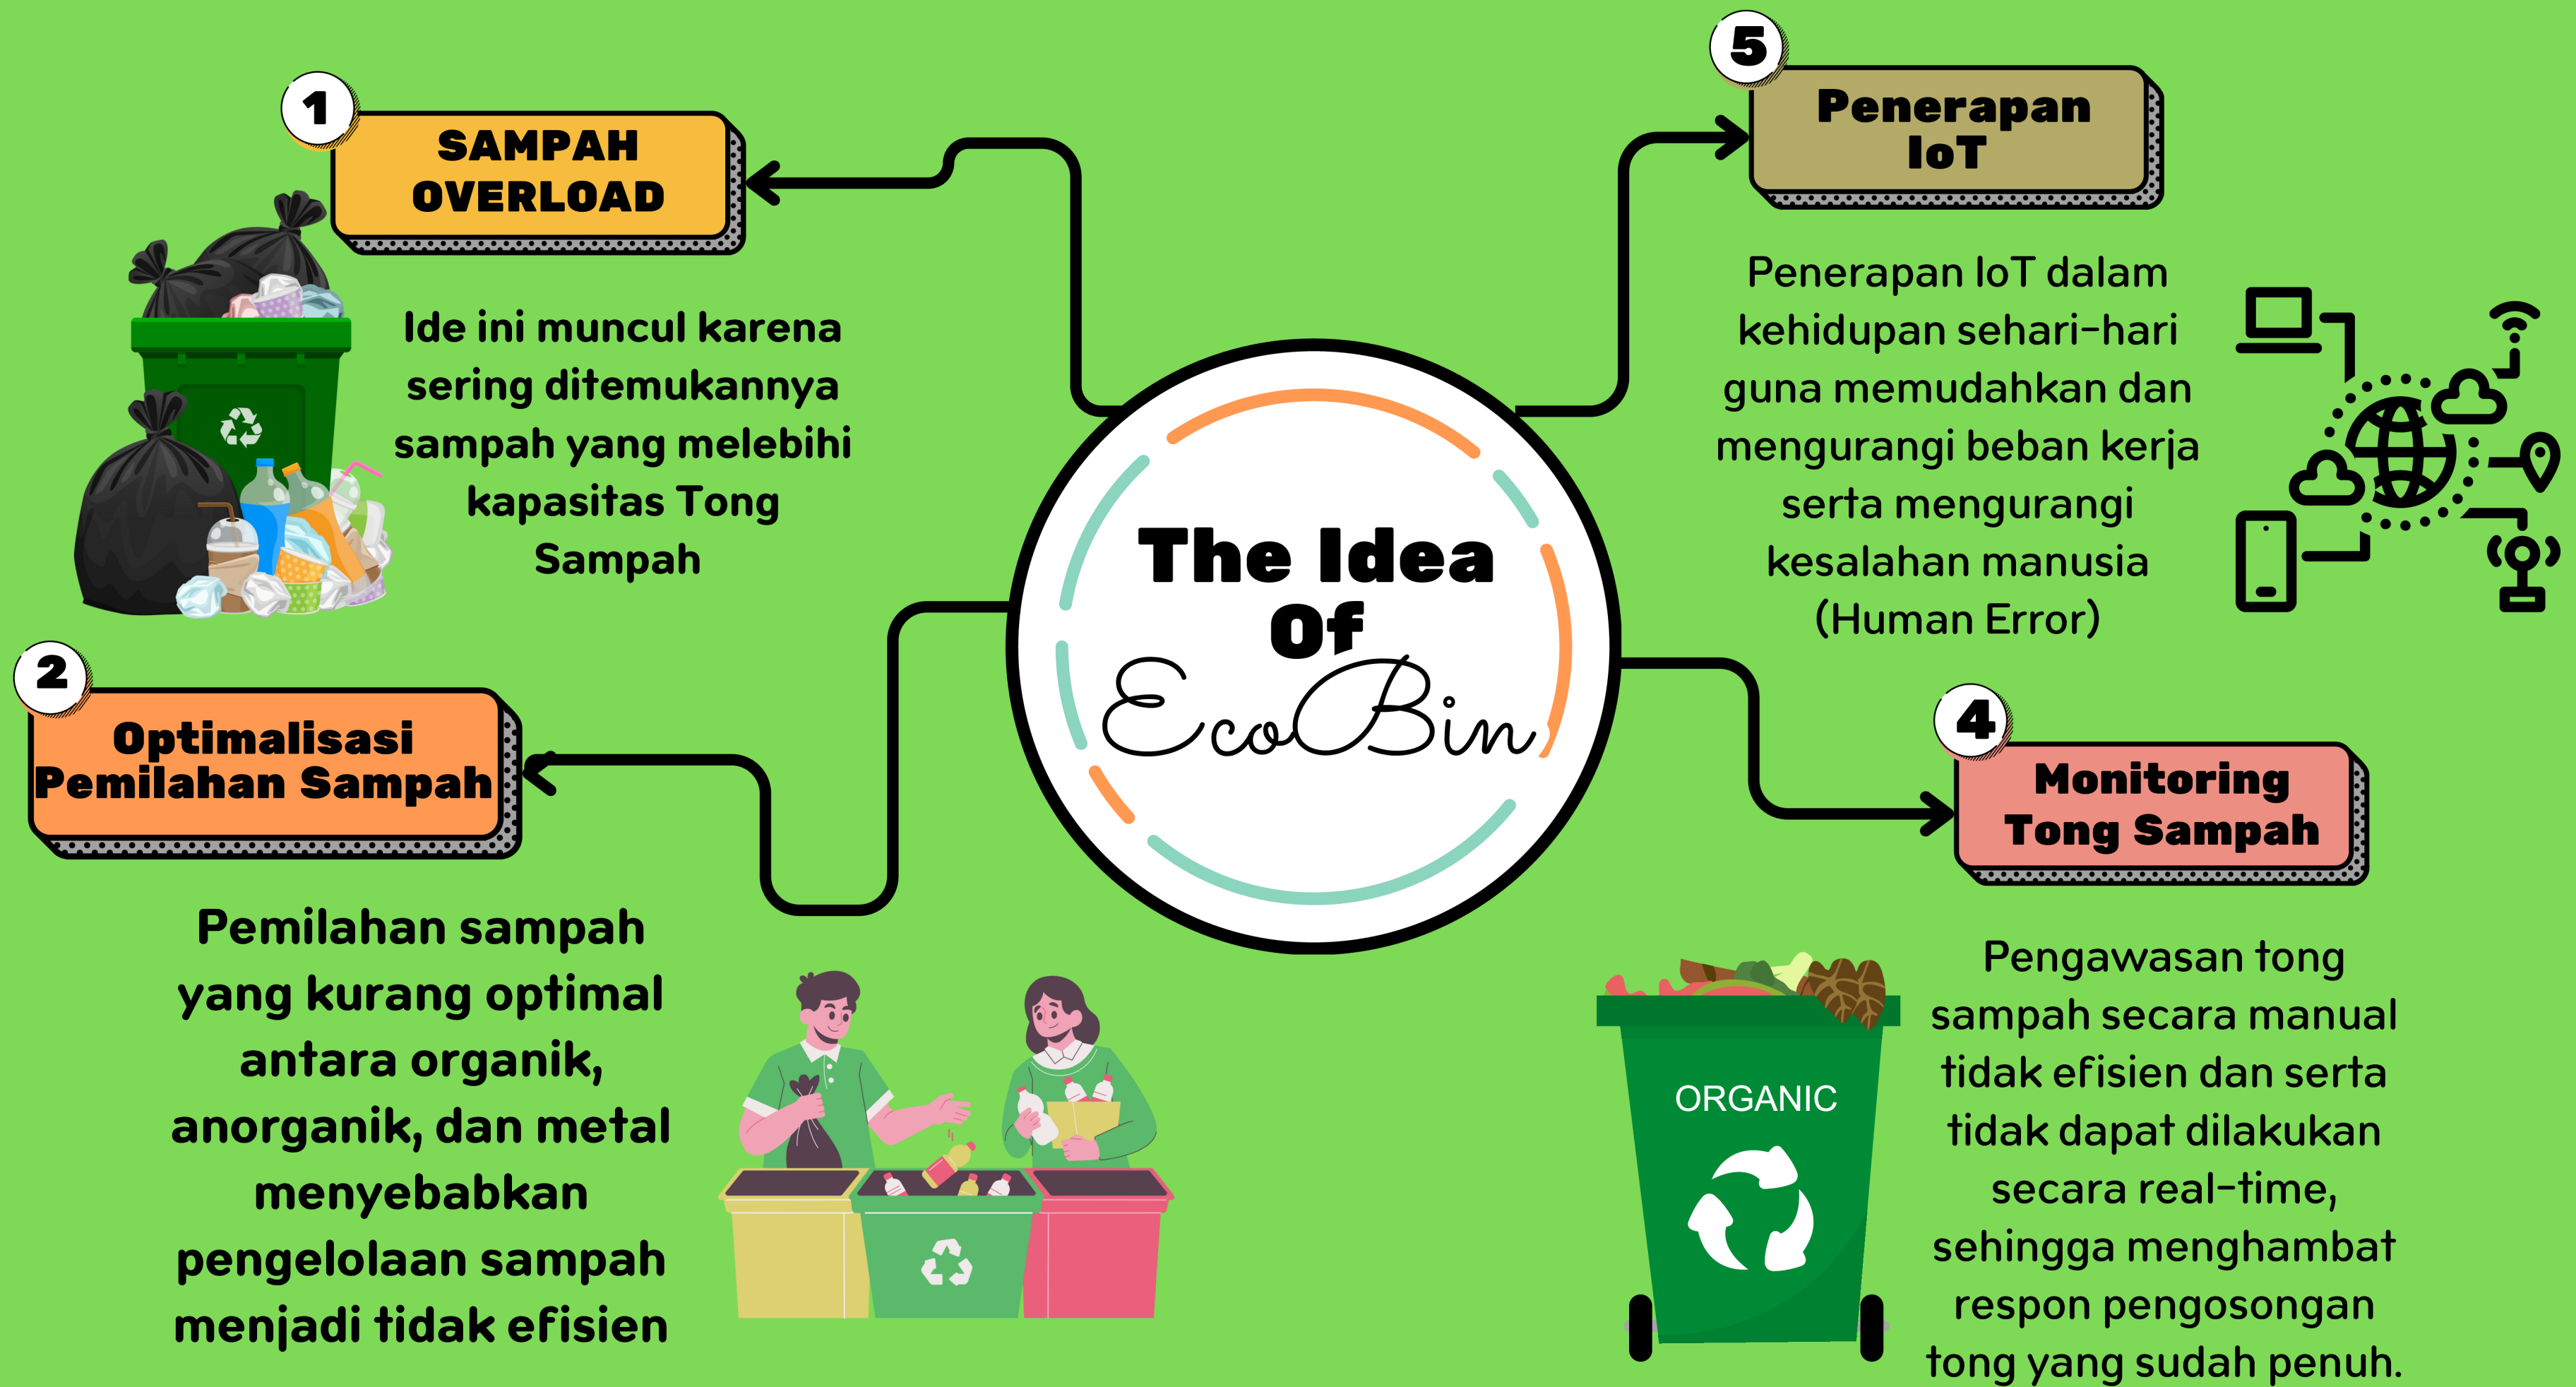 1
SAMPAH
OVERLOAD
Ide ini muncul karena
sering ditemukannya
sampah yang melebihi
kapasitas Tong
Sampah
2
Optimalisasi
Pemilahan Sampah
Pemilahan sampah
yang kurang optimal
antara organik,
anorganik, dan metal
menyebabkan
pengelolaan sampah
menjadi tidak efisien
The Idea
Of
EcoBin
5
Penerapan
IoT
Penerapan IoT dalam
kehidupan sehari-hari
guna memudahkan dan
mengurangi beban kerja
serta mengurangi
kesalahan manusia
(Human Error)
4
Monitoring
Tong Sampah
Pengawasan tong
sampah secara manual
tidak efisien dan serta
tidak dapat dilakukan
secara real-time,
sehingga menghambat
respon pengosongan
tong yang sudah penuh.
ORGANIC